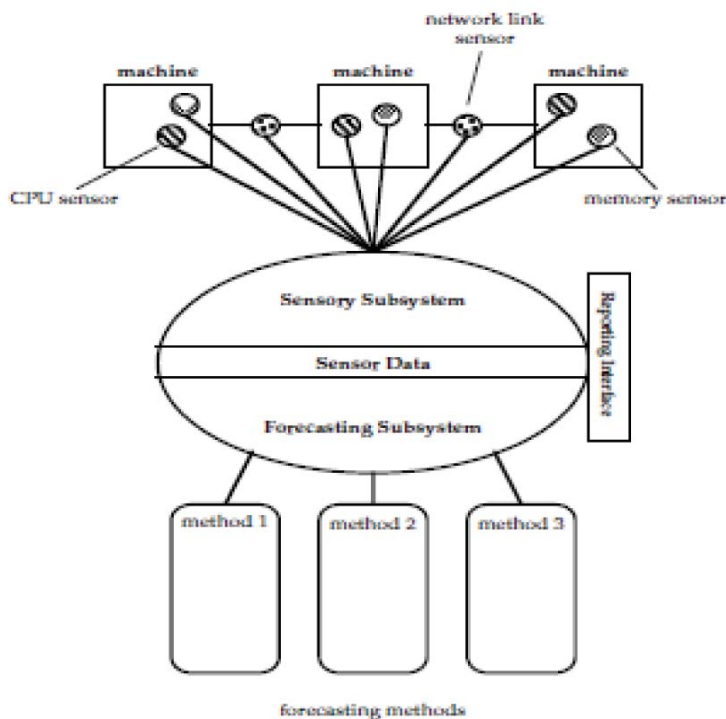 network link
sensor
machine
machine
machine
CPU sensor
memory sensor
Sensory Subsystem
Sensor Data
Reporting Interface
Forecasting Subsystem
method 1
method 2
method 3
forecasting methods